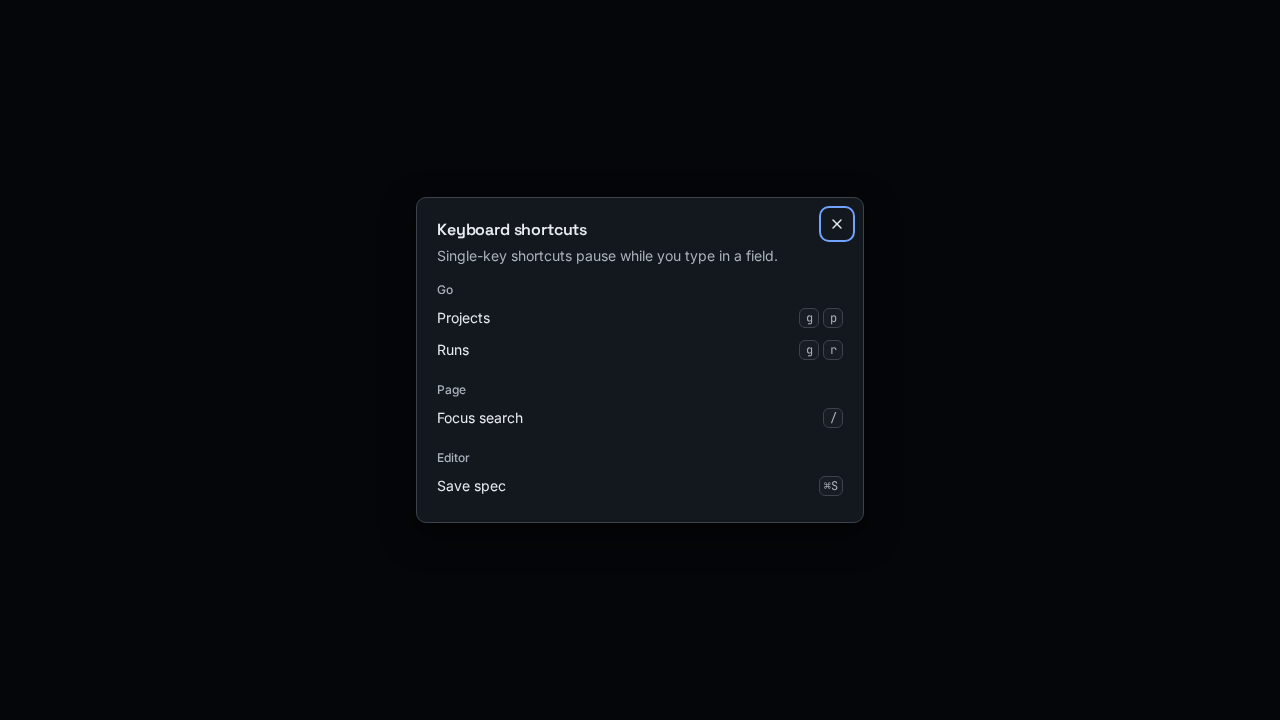 Keyboard shortcuts
Single-key shortcuts pause while you type in a field.
Go
Projects g p
Runs g r
Page
Focus search /
Editor
Save spec ⌘S